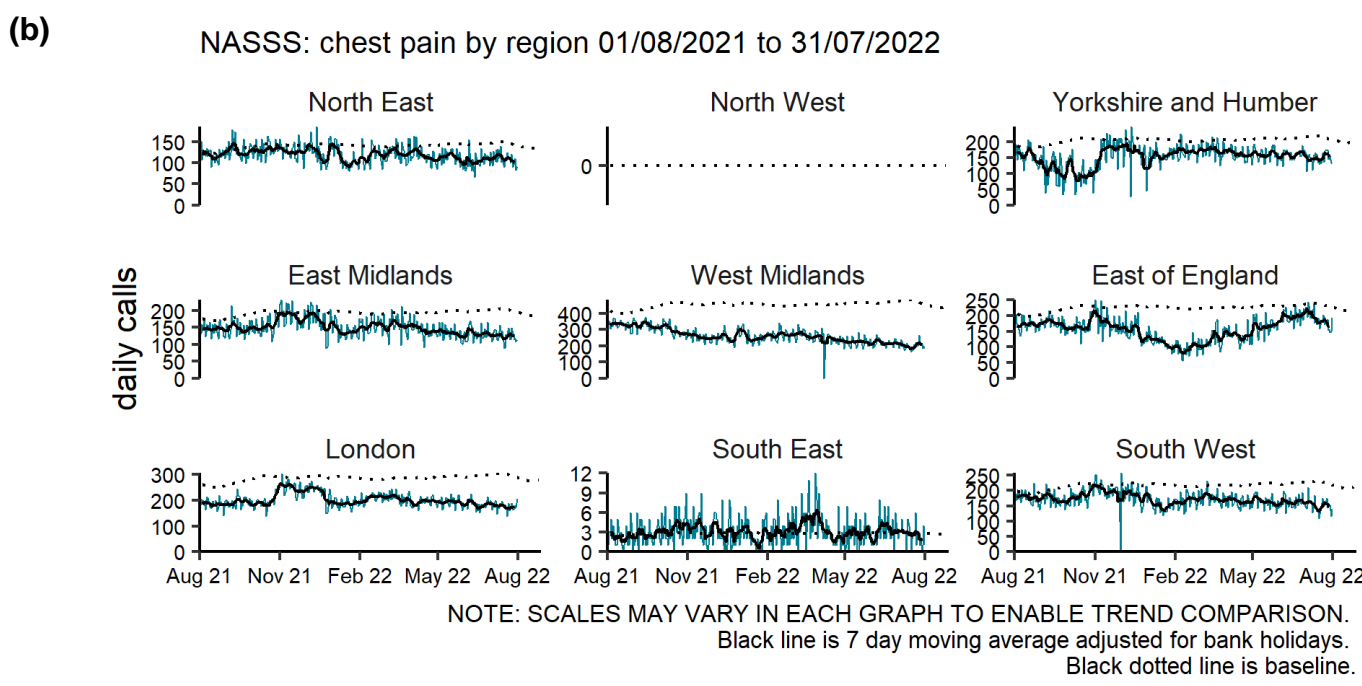 (b)
NASSS: chest pain by region 01/08/2021 to 31/07/2022
North East
North West
Yorkshire and Humber
150
100
50
0
0
200
150
100
50
0
daily calls
East Midlands
West Midlands
East of England
200
150
100
50
0
400
300
200
100
0
250
200
150
100
50
0
London
South East
South West
300
200
100
0
12
9
6
3
0
250
200
150
100
50
0
Aug 21 Nov 21 Feb 22 May 22 Aug 22
Aug 21 Nov 21 Feb 22 May 22 Aug 22
Aug 21 Nov 21 Feb 22 May 22 Aug 22
NOTE: SCALES MAY VARY IN EACH GRAPH TO ENABLE TREND COMPARISON.
Black line is 7 day moving average adjusted for bank holidays.
Black dotted line is baseline.